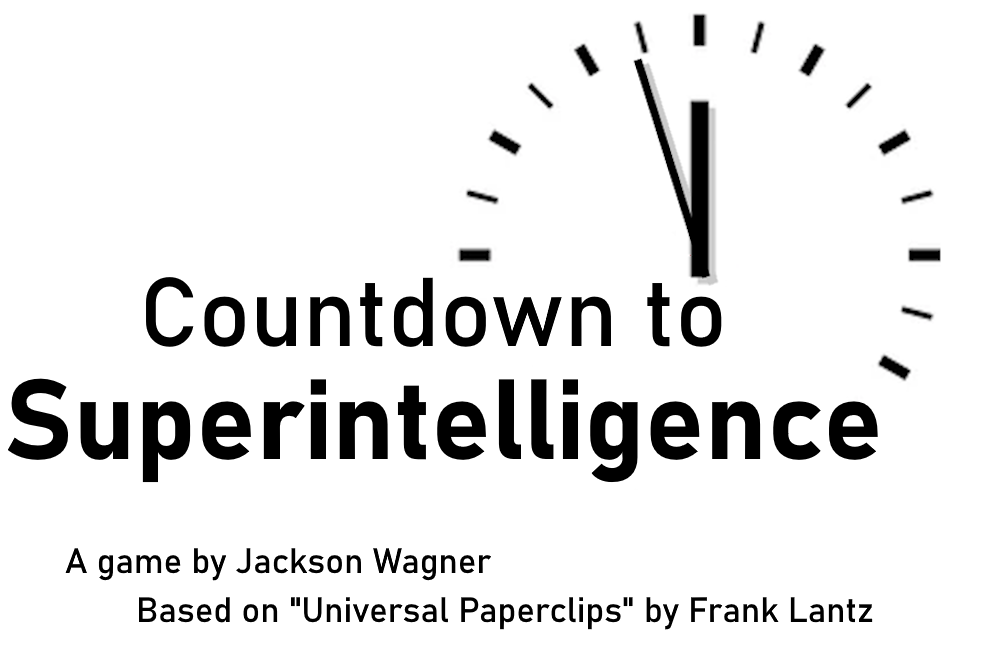 Countdown to
Superintelligence
A game by Jackson Wagner
Based on "Universal Paperclips" by Frank Lantz